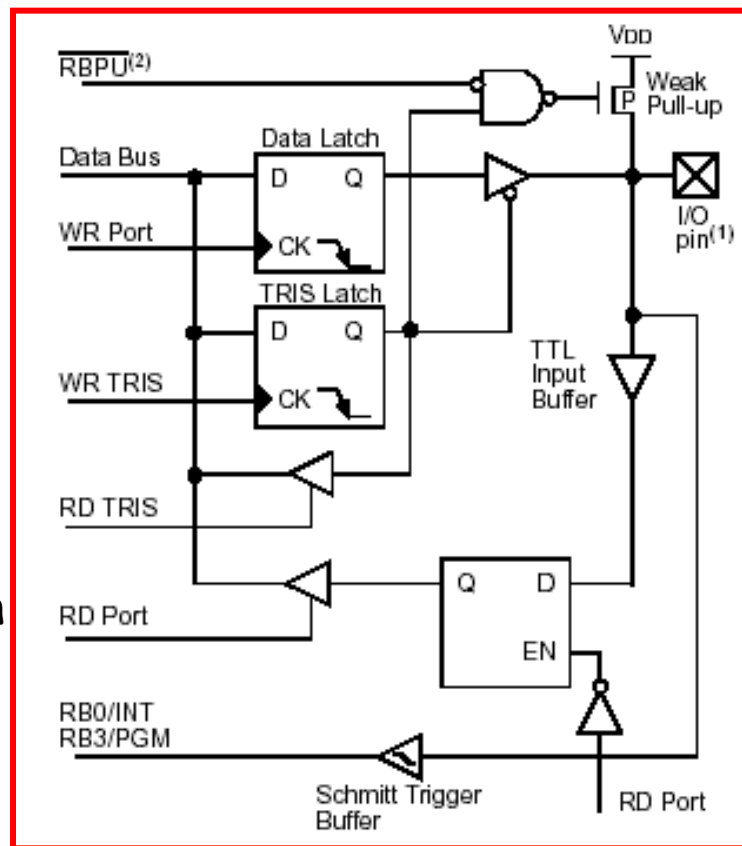 VDD
RBPU(2)
Weak
Pull-up
P
Data Latch
Data Bus
D Q
I/O
pin(1)
WR Port
CK
TRIS Latch
D Q
TTL
Input
Buffer
WR TRIS
CK
RD TRIS
Q D
RD Port
EN
RB0/INT
RB3/PGM
Schmitt Trigger
Buffer
RD Port